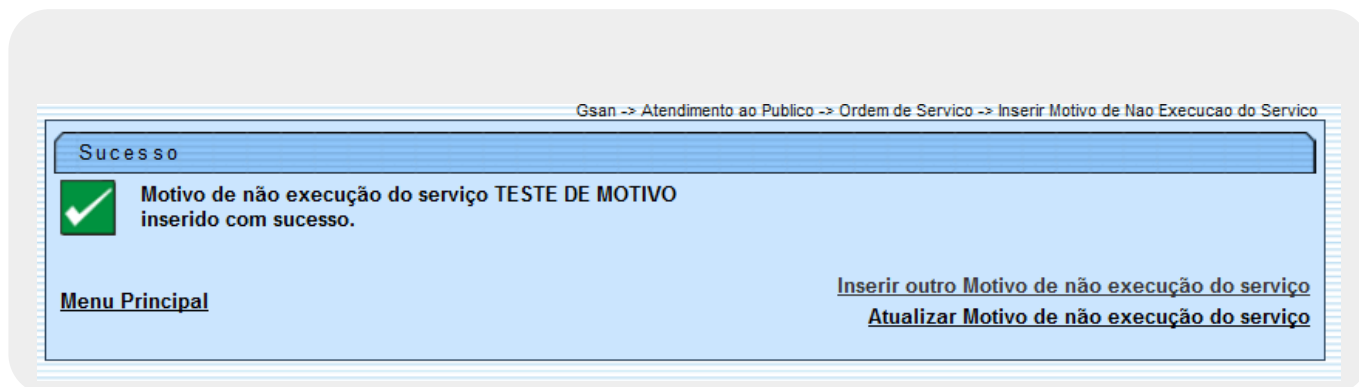 Gsan -> Atendimento ao Publico -> Ordem de Servico -> Inserir Motivo de Nao Execucao do Servico
Sucesso
Motivo de não execução do serviço TESTE DE MOTIVO
inserido com sucesso.
Inserir outro Motivo de não execução do serviço
Menu Principal
Atualizar Motivo de não execução do serviço